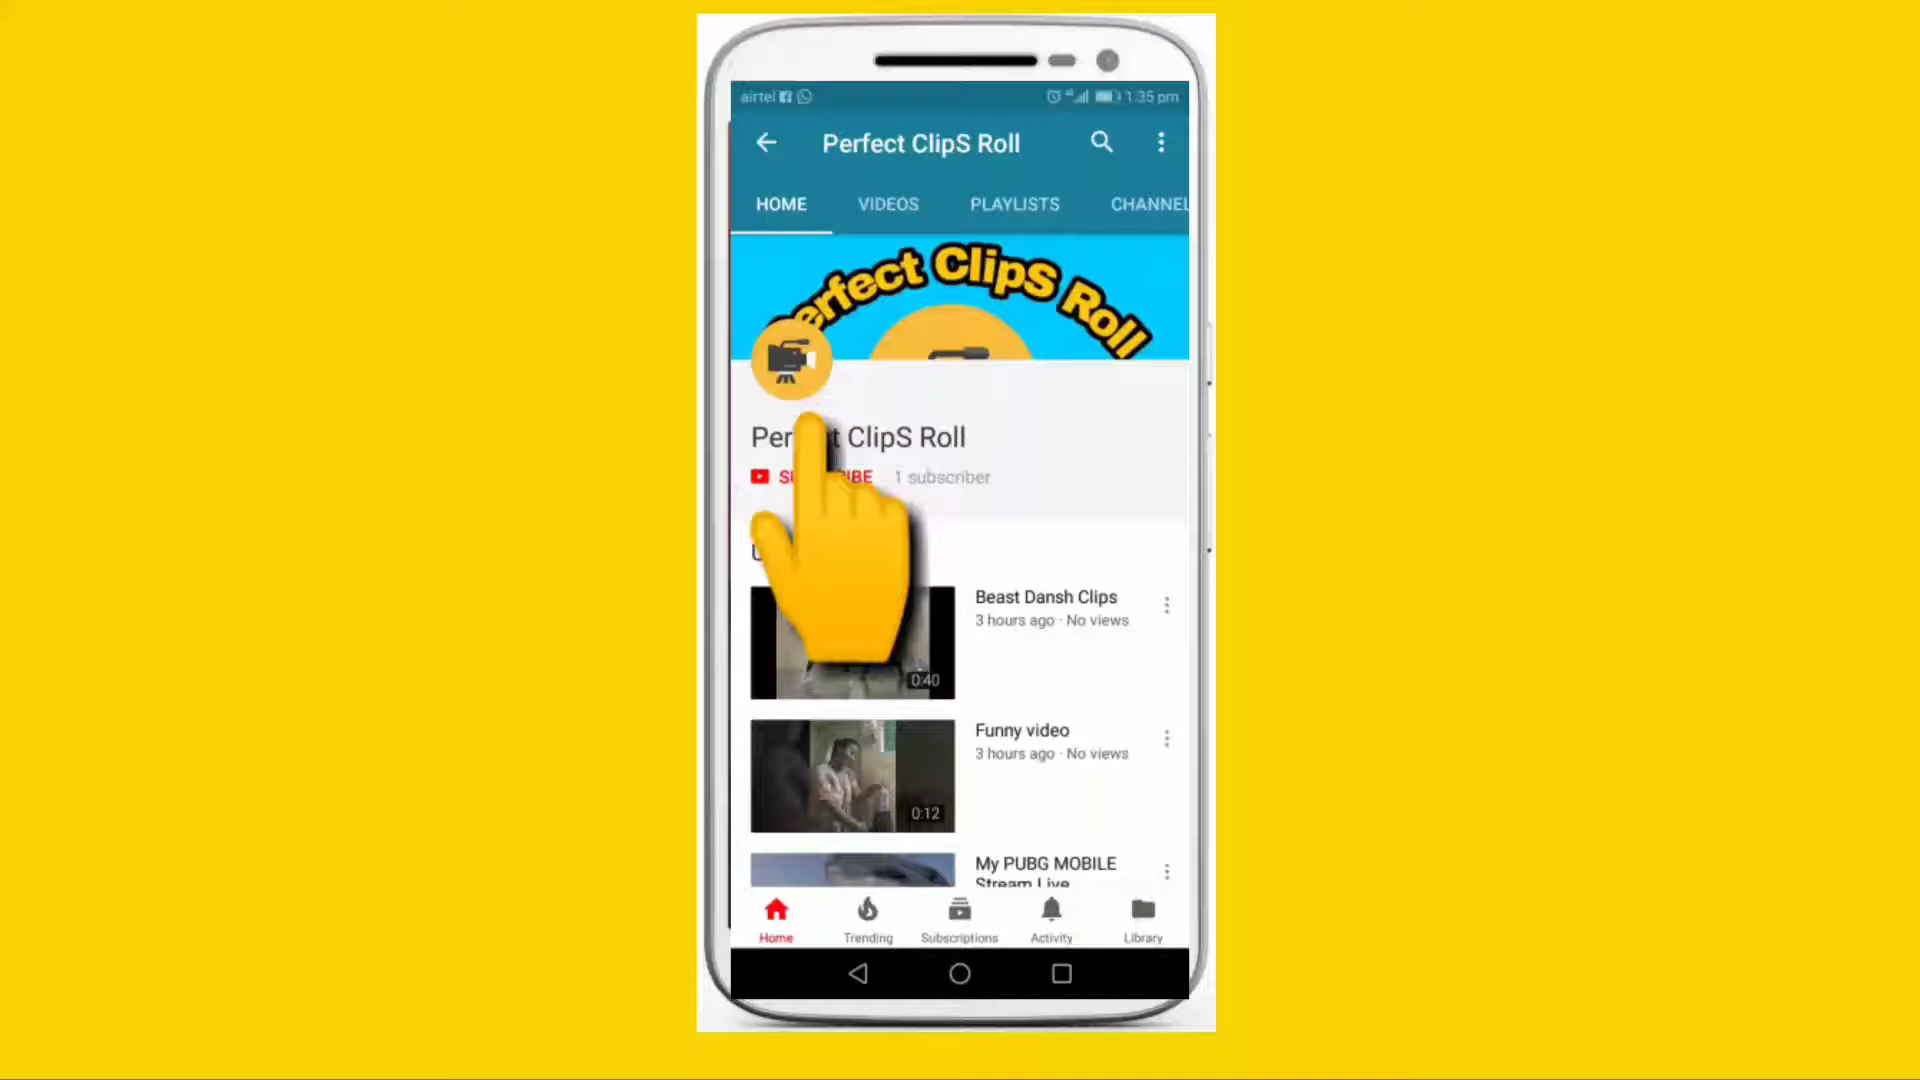 airtel 1:35 pm
Perfect ClipS Roll
HOME VIDEOS PLAYLISTS CHANNEL
Perfect ClipS Roll
ClipS Roll
1 subscriber
Beast Dansh Clips
3 hours ago · No views
0:40
Funny video
3 hours ago · No views
0:12
My PUBG MOBILE
Stream Live
Home Trending Subscriptions Activity Library